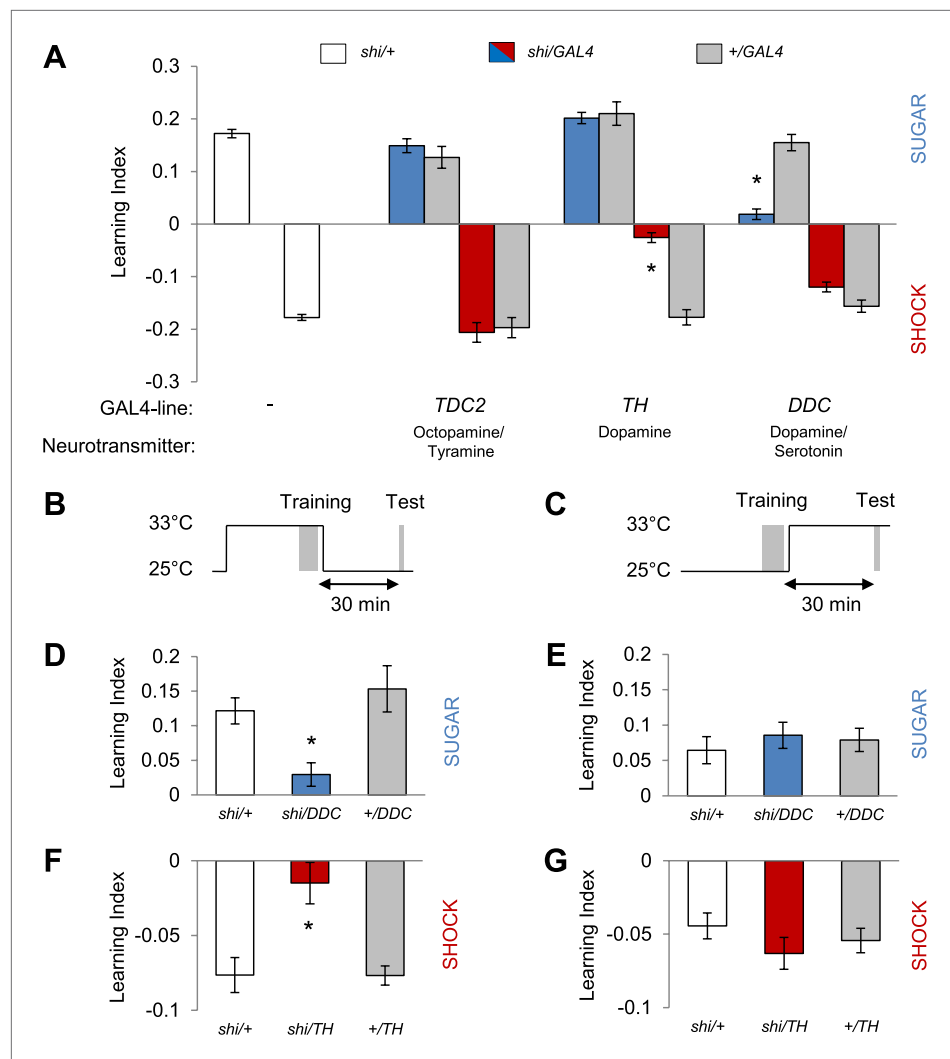 A
shi/+ shi/GAL4 +/GAL4
0.3
0.2
0.1
0
-0.1
-0.2
-0.3
Learning Index
SUGAR
SHOCK
*
*
GAL4-line: - TDC2 TH DDC
Neurotransmitter: Octopamine/ Dopamine Dopamine/
Tyramine Serotonin
B
Training Test
33°C
25°C
30 min
C
Training Test
33°C
25°C
30 min
D
Learning Index
0.2
0.15
0.1
0.05
0
*
SUGAR
shi/+ shi/DDC +/DDC
E
Learning Index
0.2
0.15
0.1
0.05
0
SUGAR
shi/+ shi/DDC +/DDC
F
Learning Index
0
-0.05
-0.1
*
SHOCK
shi/+ shi/TH +/TH
G
Learning Index
0
-0.05
-0.1
SHOCK
shi/+ shi/TH +/TH